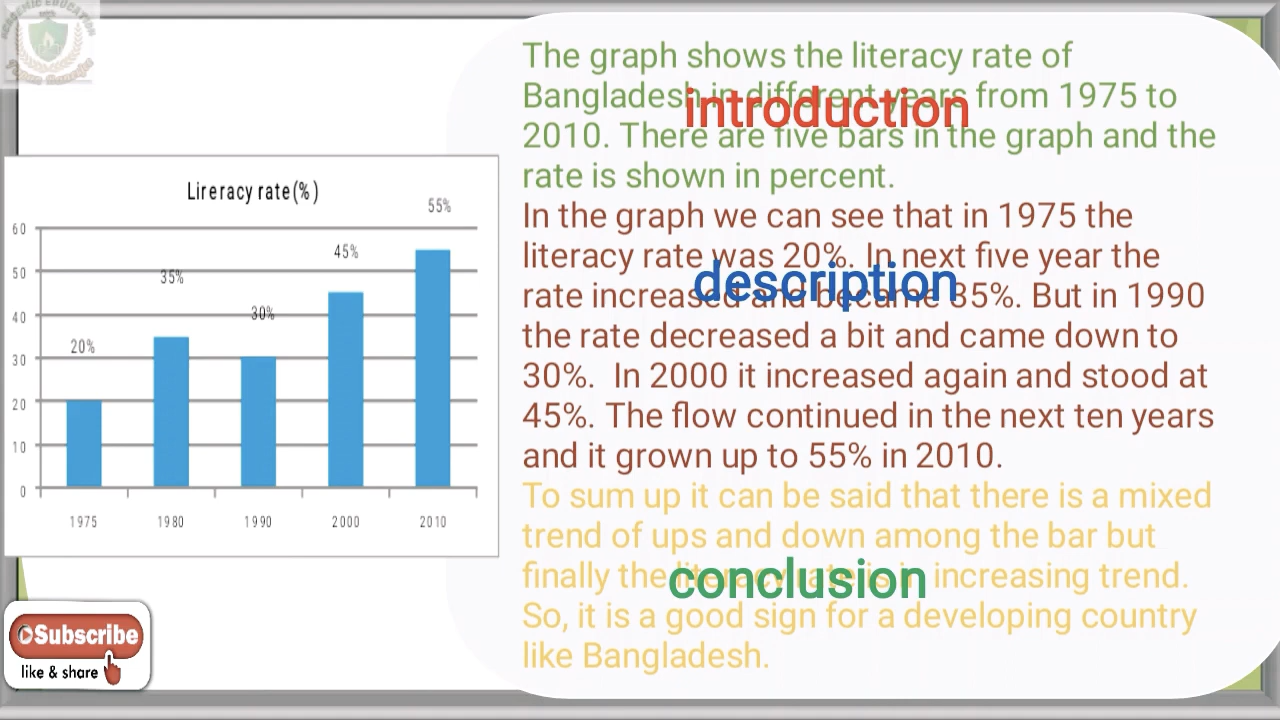 Lireracy rate(%)
60
50
40
30
20
10
0
20%
35%
30%
45%
55%
1975 1980 1990 2000 2010
Subscribe
like & share
The graph shows the literacy rate of
Bangladesh in different years from 1975 to
introduction
2010. There are five bars in the graph and the
rate is shown in percent.
In the graph we can see that in 1975 the
literacy rate was 20%. In next five year the
description
rate increased and became 35%. But in 1990
the rate decreased a bit and came down to
30%. In 2000 it increased again and stood at
45%. The flow continued in the next ten years
and it grown up to 55% in 2010.
To sum up it can be said that there is a mixed
trend of ups and down among the bar but
finally the literacy rate is in increasing trend.
conclusion
So, it is a good sign for a developing country
like Bangladesh.